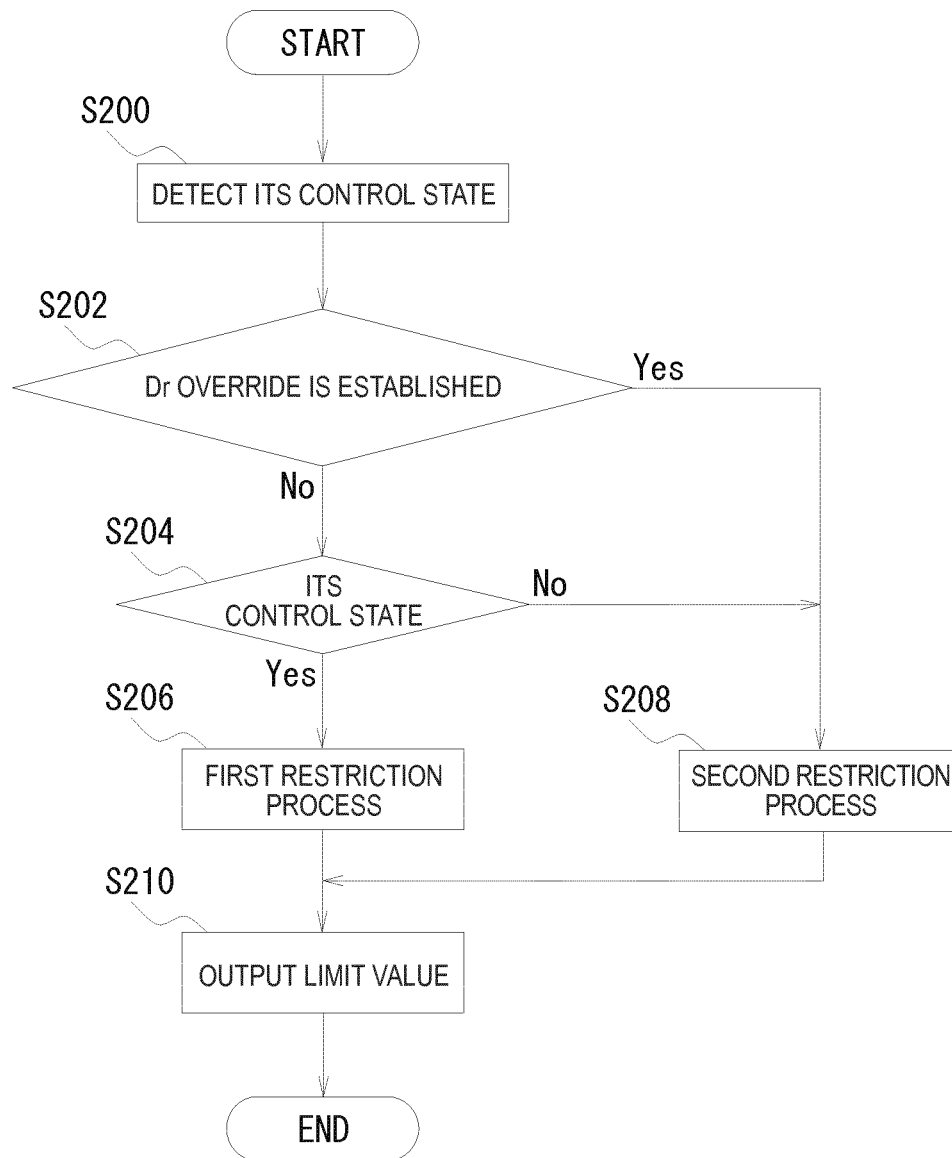 START
S200
DETECT ITS CONTROL STATE
S202
Dr OVERRIDE IS ESTABLISHED
Yes
No
S204
ITS
CONTROL STATE
No
Yes
S206
FIRST RESTRICTION
PROCESS
S208
SECOND RESTRICTION
PROCESS
S210
OUTPUT LIMIT VALUE
END